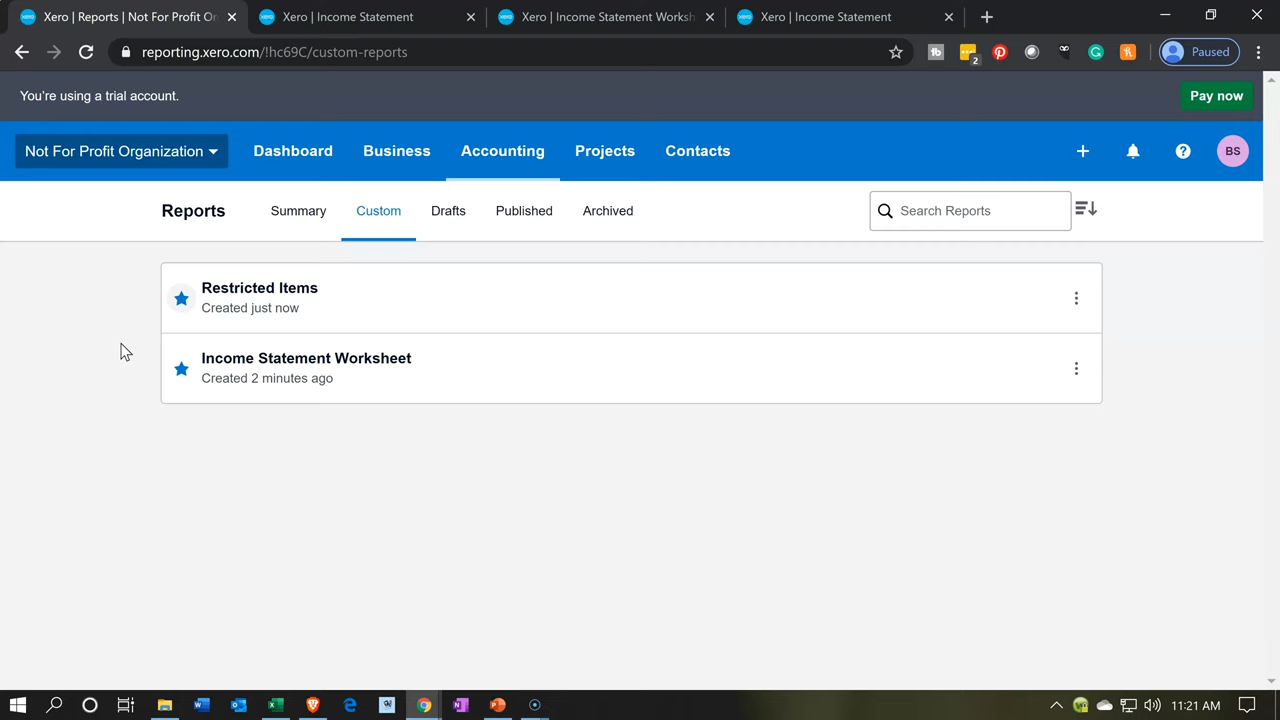 Xero | Reports | Not For Profit Or
Xero | Income Statement
Xero | Income Statement Worksh
Xero | Income Statement
reporting.xero.com/!hc69C/custom-reports
2
Paused
You're using a trial account.
Pay now
Not For Profit Organization
Dashboard
Business
Accounting
Projects
Contacts
BS
Reports
Summary
Custom
Drafts
Published
Archived
Search Reports
Restricted Items
Created just now
Income Statement Worksheet
Created 2 minutes ago
11:21 AM